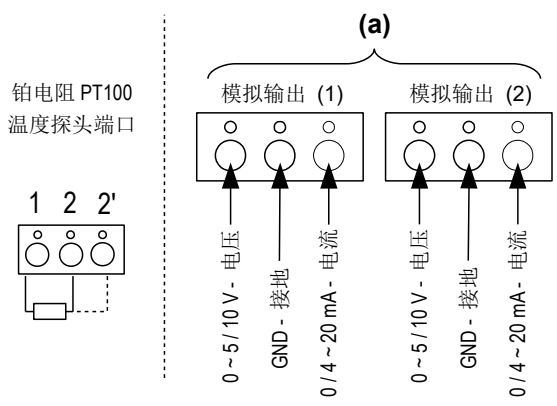 (a)
铂电阻 PT100
温度探头端口
模拟输出 (1)
模拟输出 (2)
1 2 2'
0 ~ 5 / 10 V - 电压
GND - 接地
0 / 4 ~ 20 mA - 电流
0 ~ 5 / 10 V - 电压
GND - 接地
0 / 4 ~ 20 mA - 电流